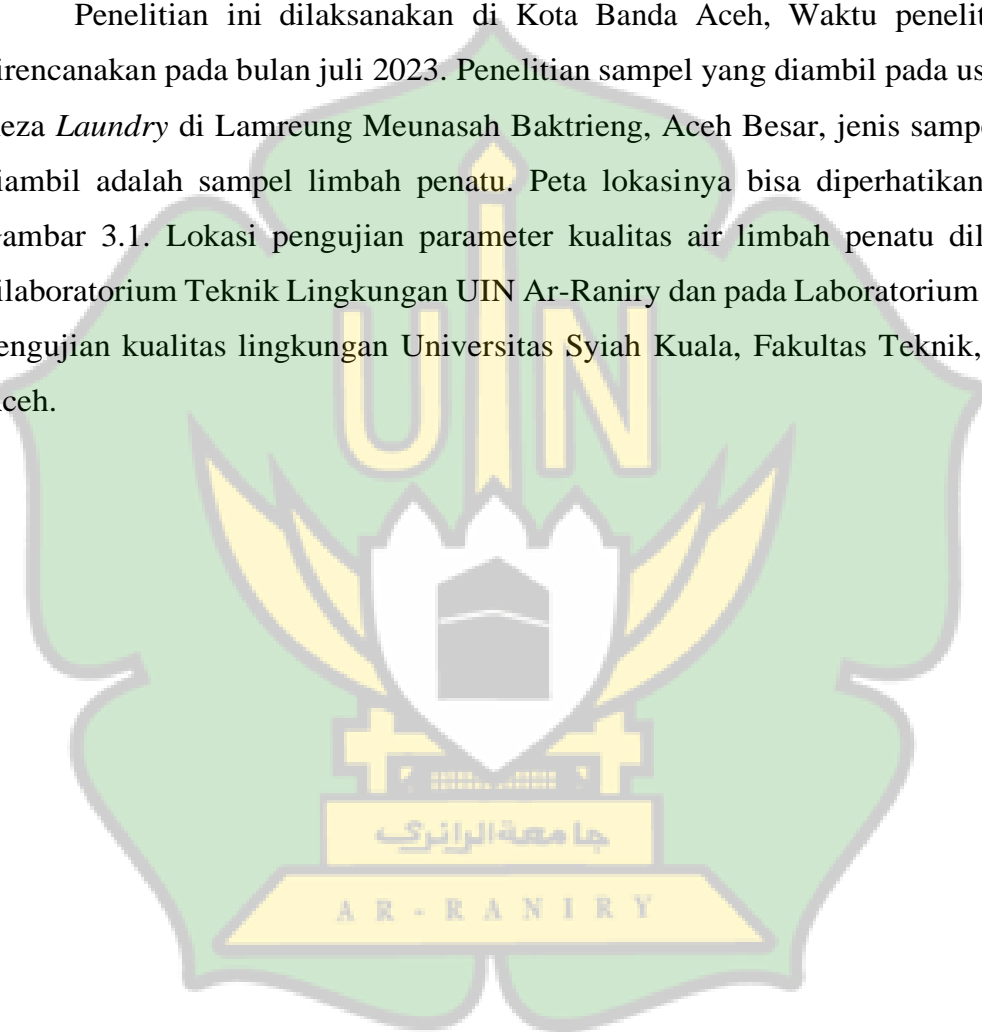 Penelitian ini dilaksanakan di Kota Banda Aceh, Waktu penelit
irencanakan pada bulan juli 2023. Penelitian sampel yang diambil pada us
eza Laundry di Lamreung Meunasah Baktrieng, Aceh Besar, jenis samp
iambil adalah sampel limbah penatu. Peta lokasinya bisa diperhatikan
Gambar 3.1. Lokasi pengujian parameter kualitas air limbah penatu dil
ilaboratorium Teknik Lingkungan UIN Ar-Raniry dan pada Laboratorium
engujian kualitas lingkungan Universitas Syiah Kuala, Fakultas Teknik,
ceh.
UIN
جامعة الرانري
AR-RANIRY